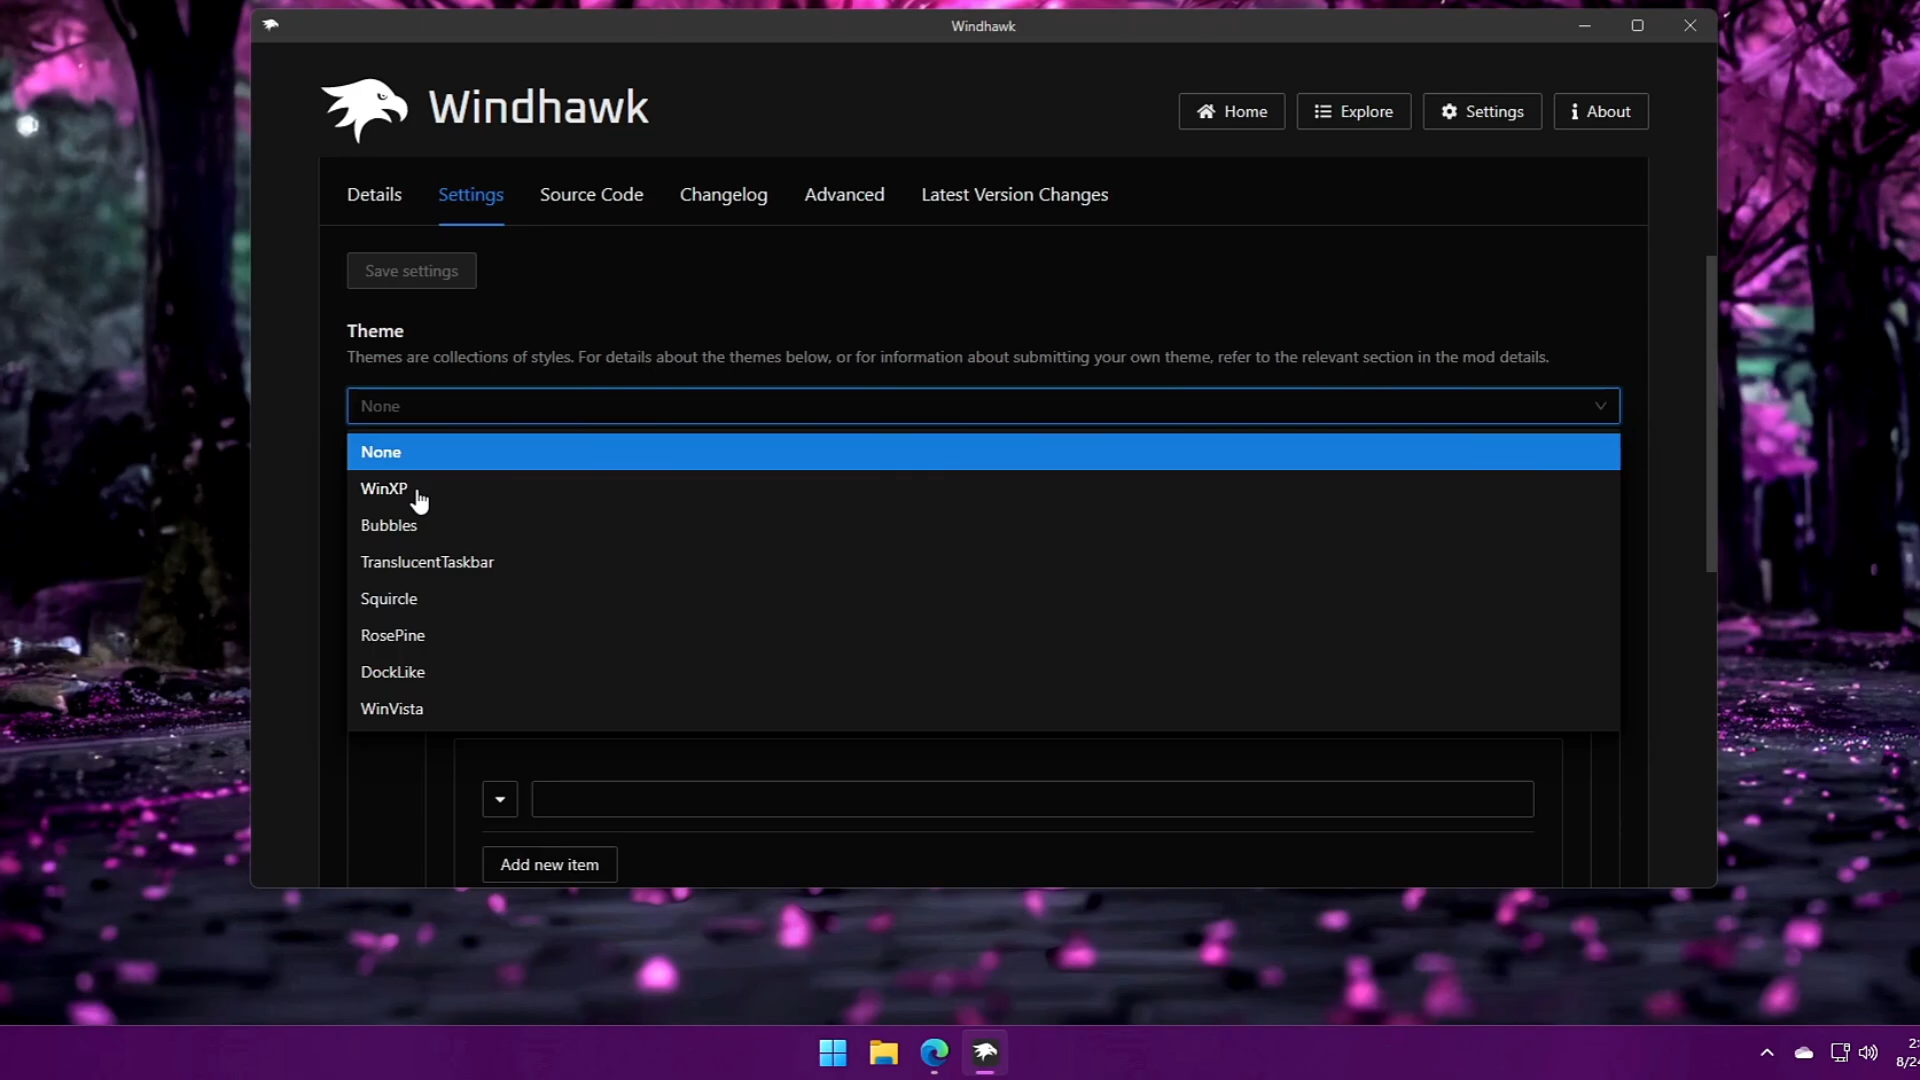 Windhawk
Windhawk
Home
Explore
Settings
About
Details
Settings
Source Code
Changelog
Advanced
Latest Version Changes
Save settings
Theme
Themes are collections of styles. For details about the themes below, or for information about submitting your own theme, refer to the relevant section in the mod details.
None
None
WinXP
Bubbles
TranslucentTaskbar
Squircle
RosePine
DockLike
WinVista
Add new item
2:
8/24